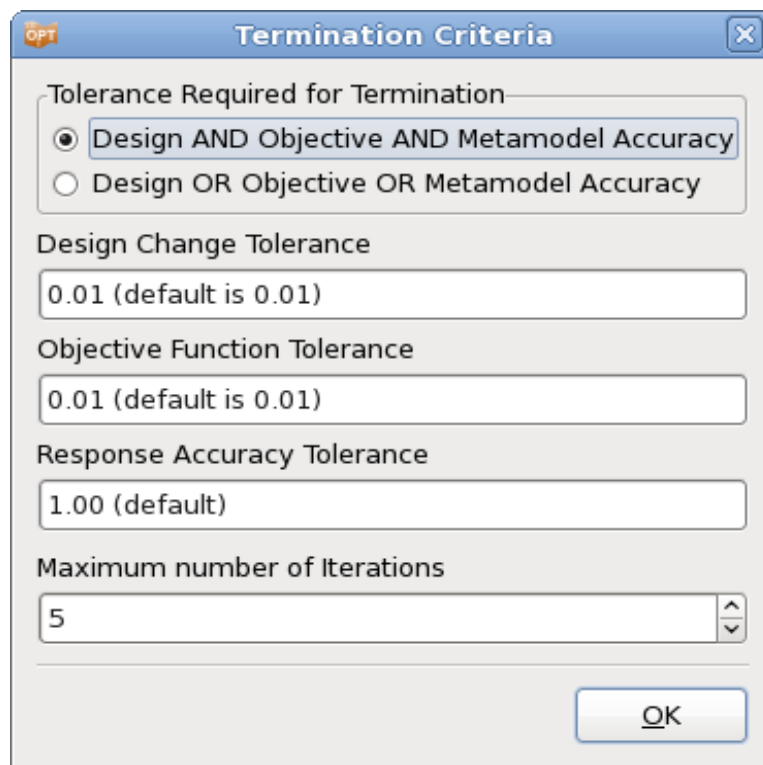 OPT
Termination Criteria
Tolerance Required for Termination
Design AND Objective AND Metamodel Accuracy
Design OR Objective OR Metamodel Accuracy
Design Change Tolerance
0.01 (default is 0.01)
Objective Function Tolerance
0.01 (default is 0.01)
Response Accuracy Tolerance
1.00 (default)
Maximum number of Iterations
5
OK